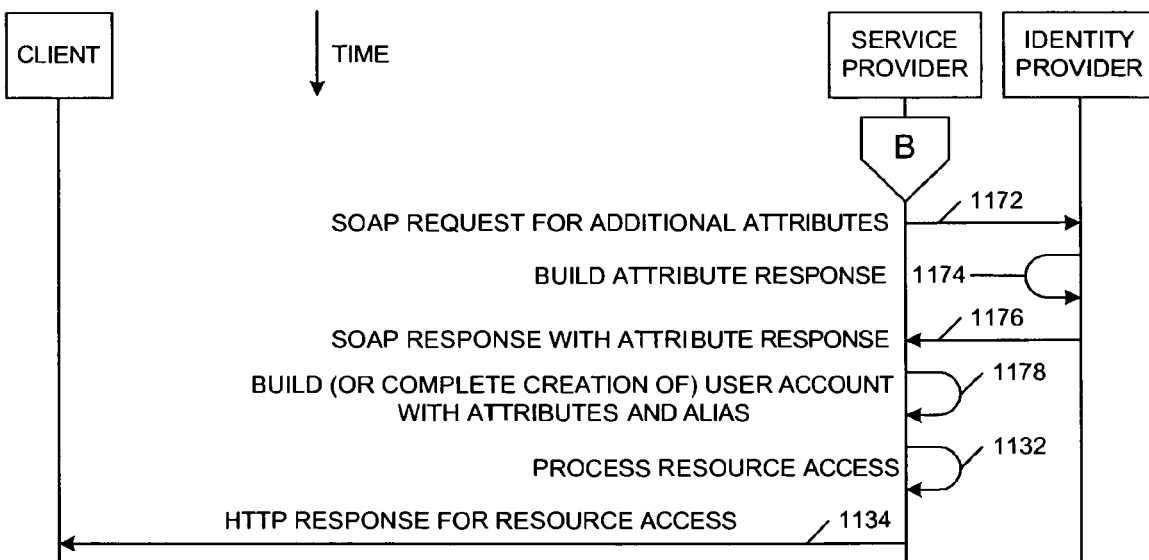 CLIENT
TIME
SERVICE
PROVIDER
IDENTITY
PROVIDER
B
1172
SOAP REQUEST FOR ADDITIONAL ATTRIBUTES
BUILD ATTRIBUTE RESPONSE
1174
1176
SOAP RESPONSE WITH ATTRIBUTE RESPONSE
1178
BUILD (OR COMPLETE CREATION OF) USER ACCOUNT
WITH ATTRIBUTES AND ALIAS
1132
PROCESS RESOURCE ACCESS
HTTP RESPONSE FOR RESOURCE ACCESS
1134